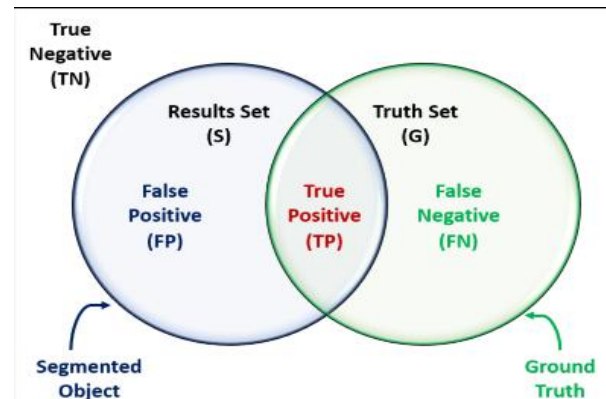 True
Negative
(TN)
Results Set
(S)
Truth Set
(G)
False
Positive
(FP)
True
Positive
(TP)
False
Negative
(FN)
Segmented
Object
Ground
Truth